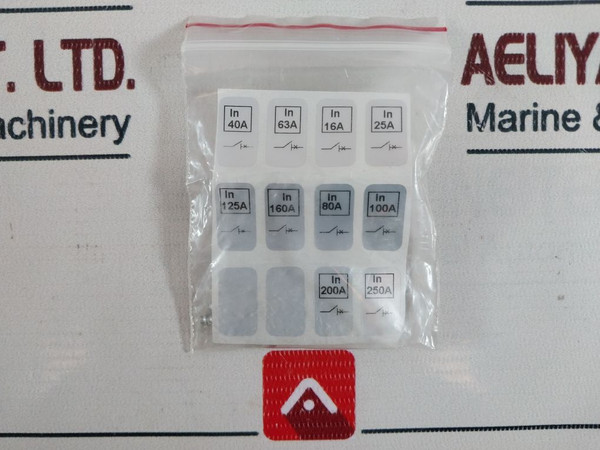 T. LTD.
achinery
AELIYA
Marine &
In
40A
In
63A
In
16A
In
25A
In
125A
In
160A
In
80A
In
100A
In
200A
In
250A